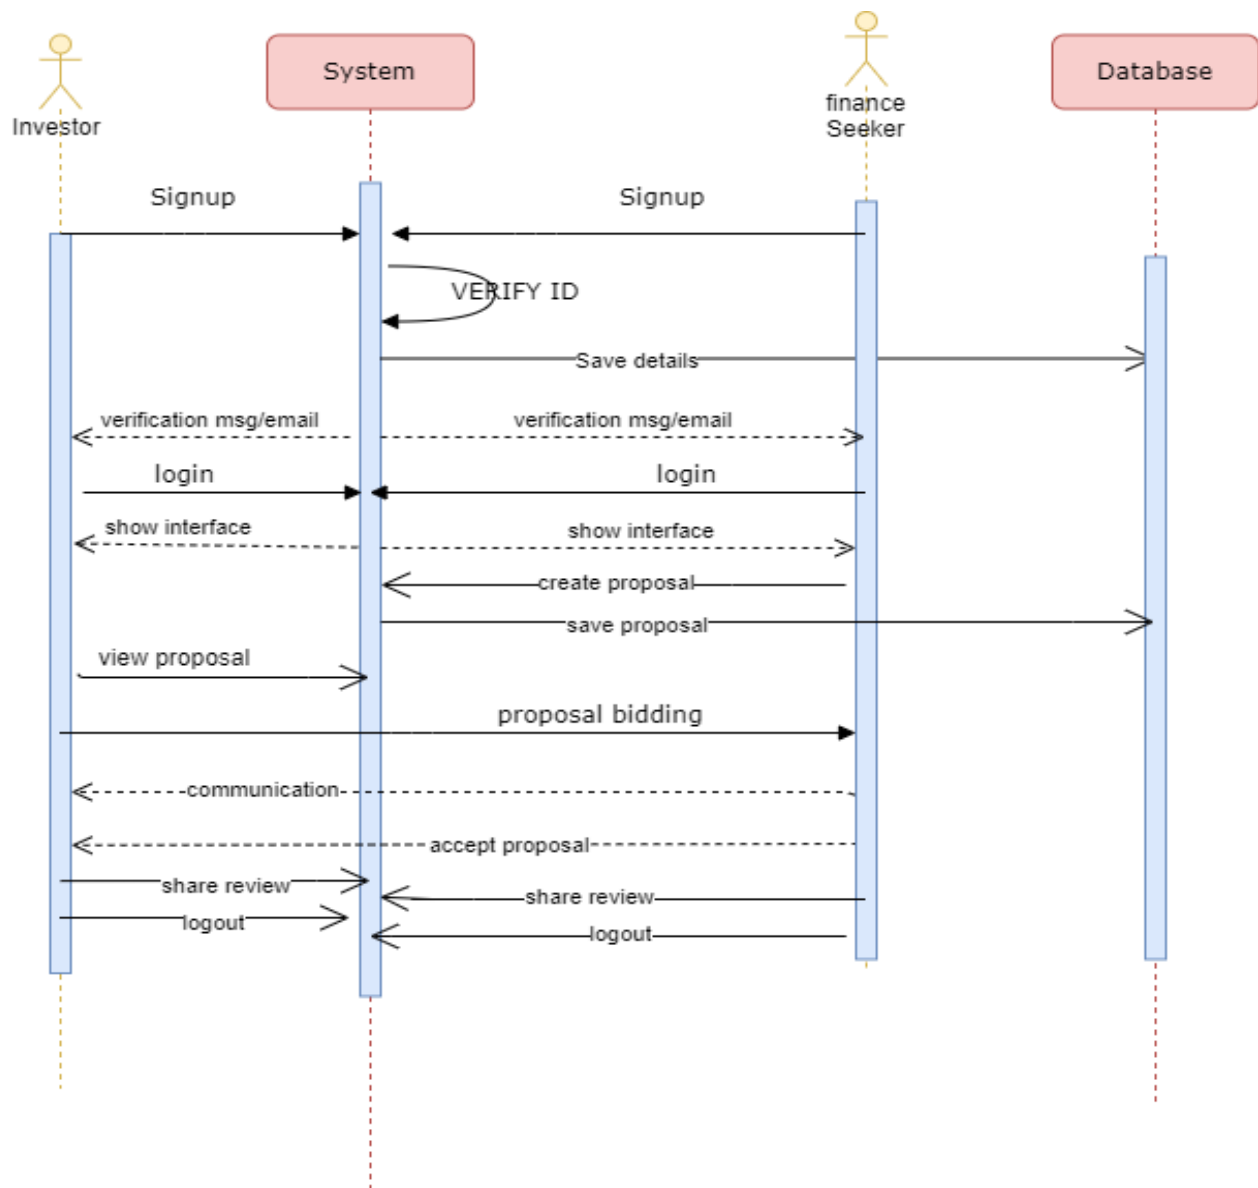 System
Database
finance
Seeker
Investor
Signup
Signup
VERIFY ID
Save details
verification msg/email
verification msg/email
login
login
show interface
show interface
create proposal
save proposal
view proposal
proposal bidding
communication
accept proposal
share review
share review
logout
logout